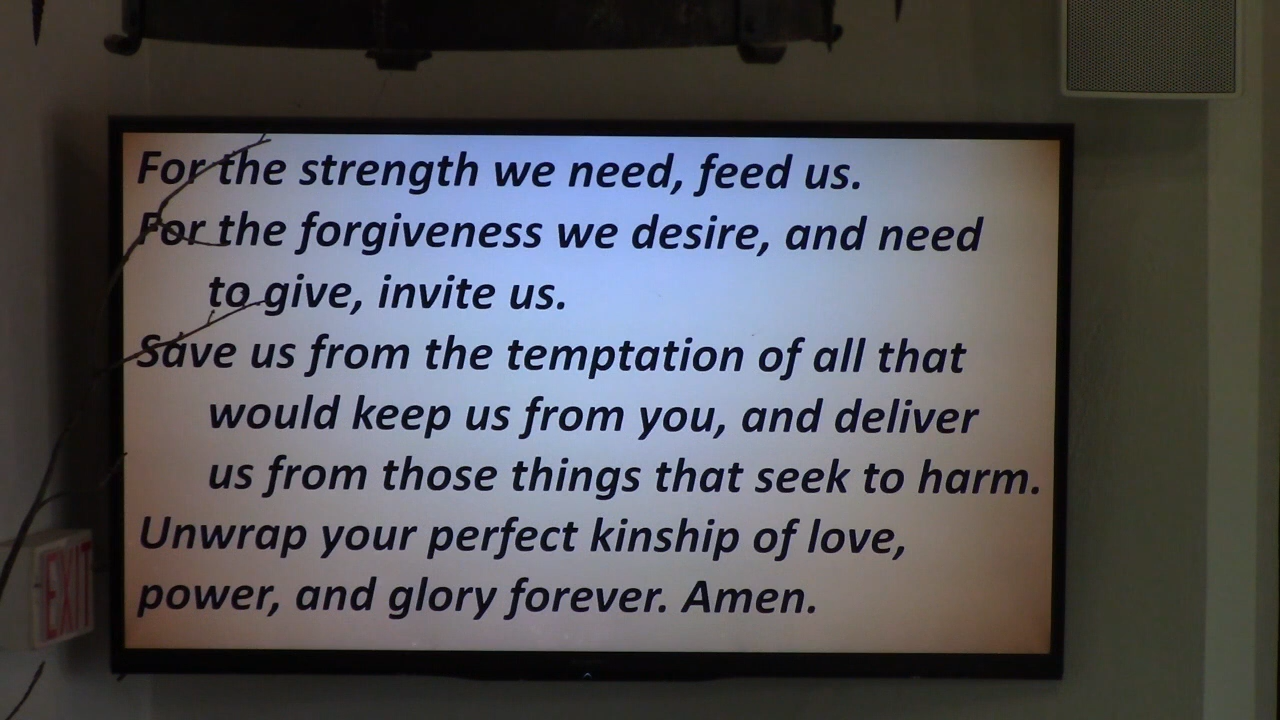 For the strength we need, feed us.
For the forgiveness we desire, and need
to give, invite us.
Save us from the temptation of all that
would keep us from you, and deliver
us from those things that seek to harm.
Unwrap your perfect kinship of love,
power, and glory forever. Amen.
EXIT